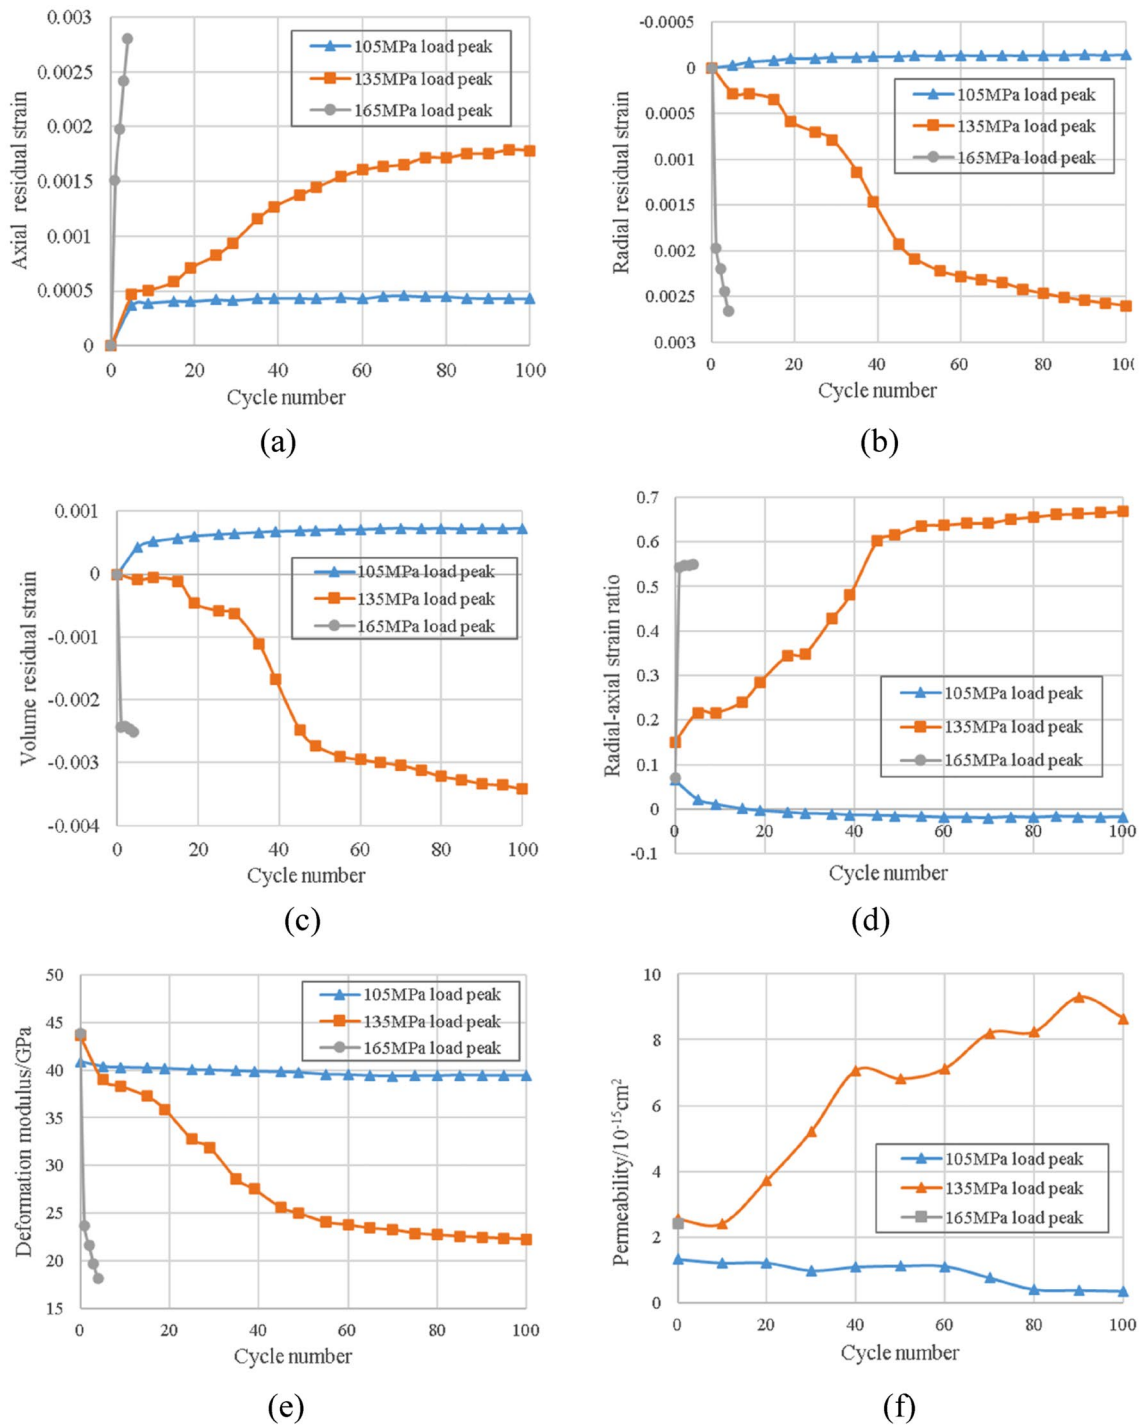 0.003
0.0025
0.002
0.0015
0.001
0.0005
0
Axial residual strain
105MPa load peak
135MPa load peak
165MPa load peak
0 20 40 60 80 100
Cycle number
(a)
-0.0005
0
0.0005
0.001
0.0015
0.002
0.0025
0.003
Radial residual strain
105MPa load peak
135MPa load peak
165MPa load peak
0 20 40 60 80 100
Cycle number
(b)
0.001
0
-0.001
-0.002
-0.003
-0.004
Volume residual strain
105MPa load peak
135MPa load peak
165MPa load peak
0 20 40 60 80 100
Cycle number
(c)
0.7
0.6
0.5
0.4
0.3
0.2
0.1
0
-0.1
Radial-axial strain ratio
105MPa load peak
135MPa load peak
165MPa load peak
0 20 40 60 80 100
Cycle number
(d)
50
45
40
35
30
25
20
15
Deformation modulus/GPa
105MPa load peak
135MPa load peak
165MPa load peak
0 20 40 60 80 100
Cycle number
(e)
10
8
6
4
2
0
Permeability/10⁻¹⁵cm²
105MPa load peak
135MPa load peak
165MPa load peak
0 20 40 60 80 100
Cycle number
(f)